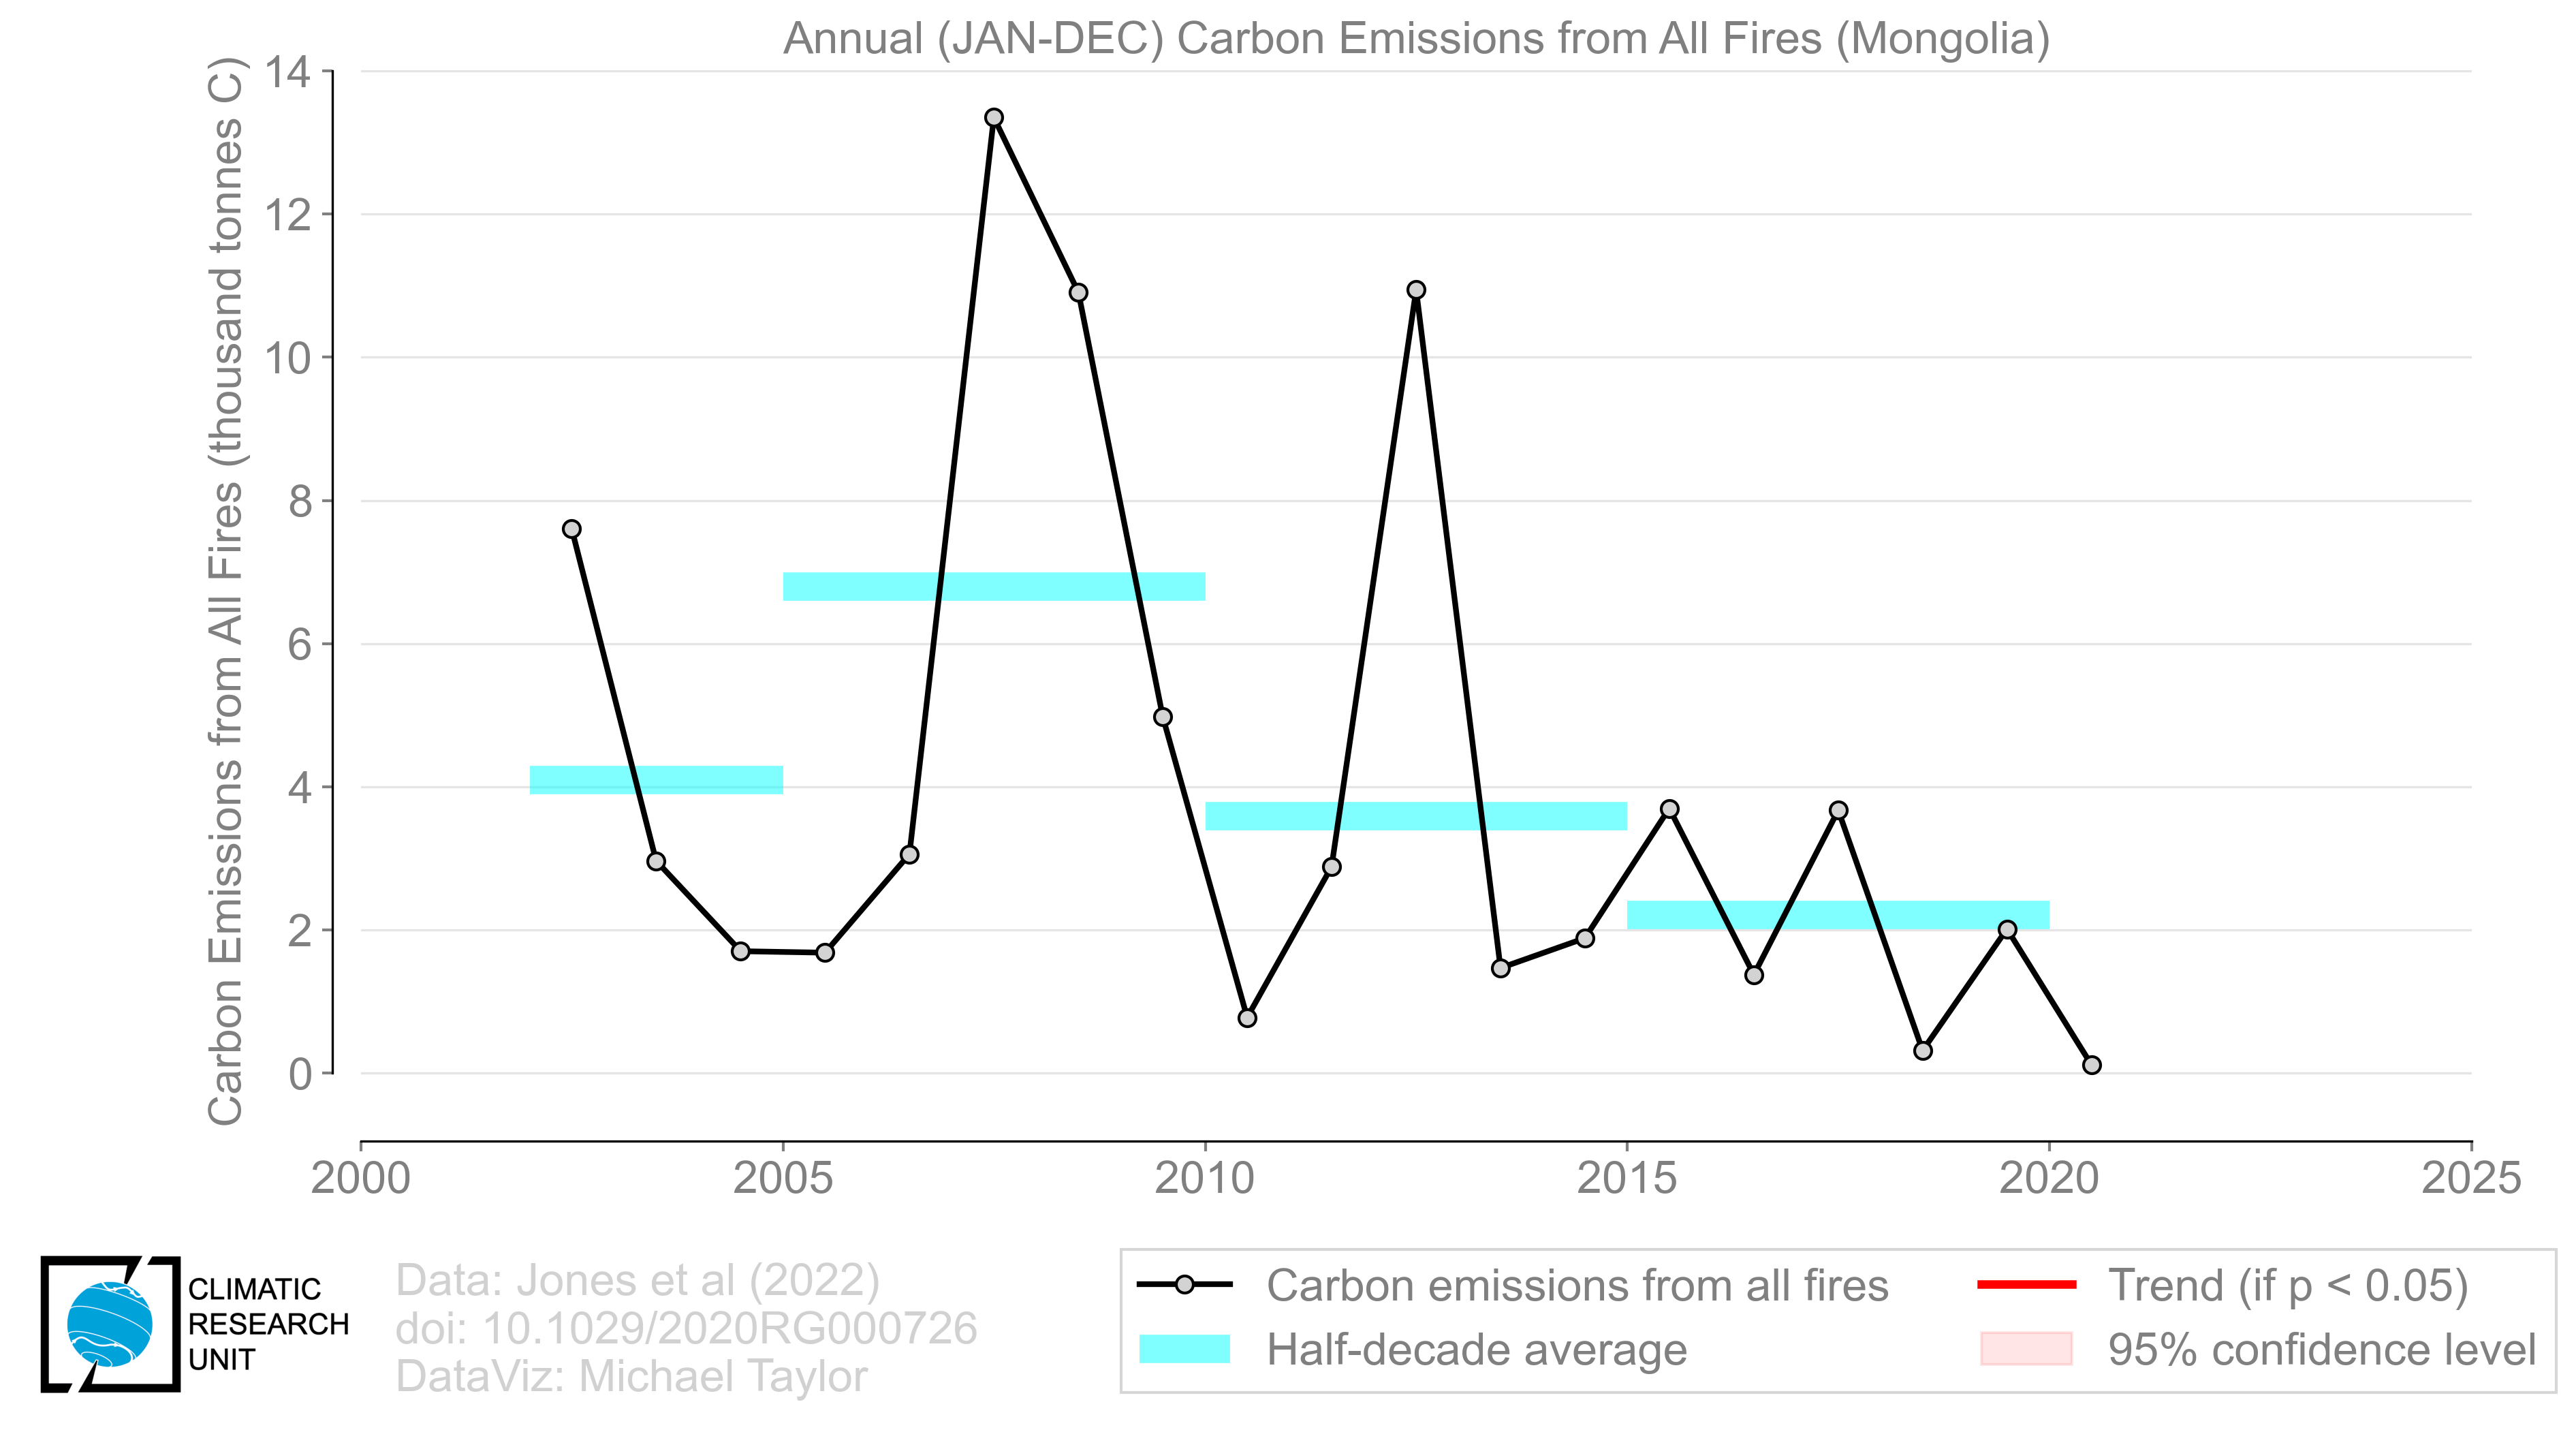 Annual (JAN-DEC) Carbon Emissions from All Fires (Mongolia)
Carbon Emissions from All Fires (thousand tonnes C)
14
12
10
8
6
4
2
0
2000 2005 2010 2015 2020 2025
CLIMATIC
RESEARCH
UNIT
Data: Jones et al (2022)
doi: 10.1029/2020RG000726
DataViz: Michael Taylor
Carbon emissions from all fires
Half-decade average
Trend (if p < 0.05)
95% confidence level